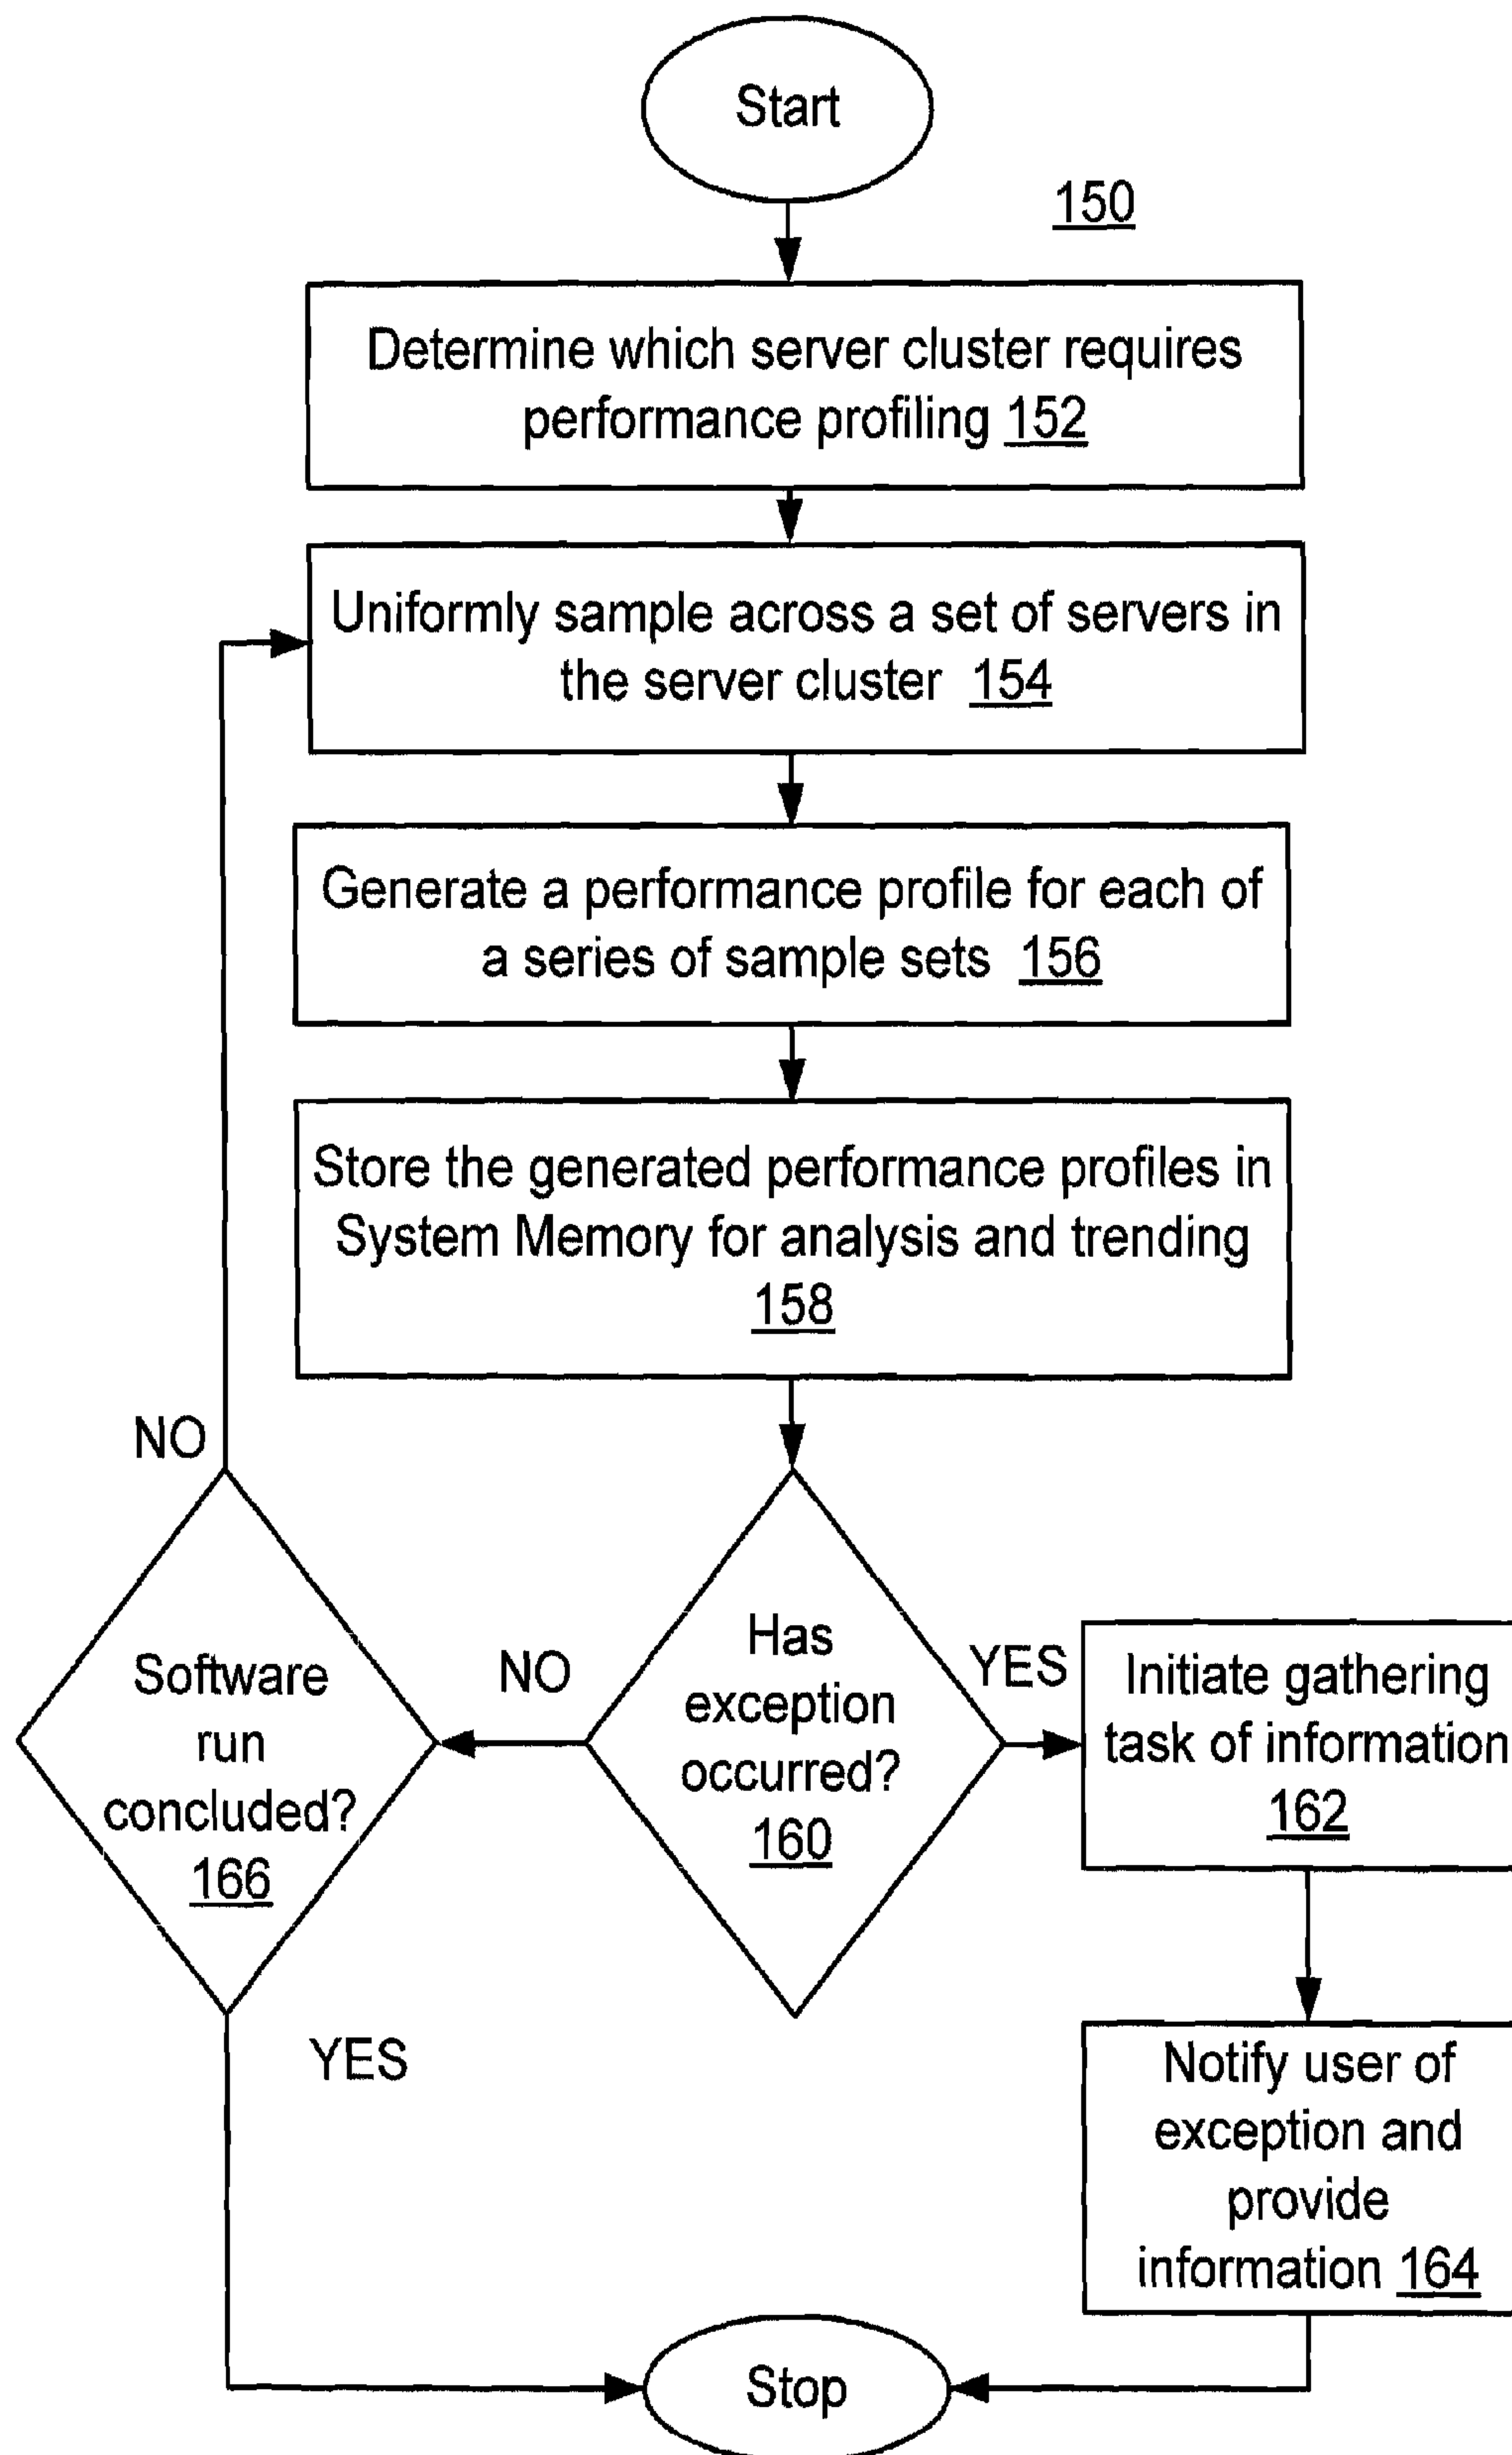 Start
150
Determine which server cluster requires
performance profiling 152
Uniformly sample across a set of servers in
the server cluster 154
Generate a performance profile for each of
a series of sample sets 156
Store the generated performance profiles in
System Memory for analysis and trending
158
NO
Software
run
concluded?
166
NO
Has
exception
occurred?
160
YES
Initiate gathering
task of information
162
YES
Notify user of
exception and
provide
information 164
Stop